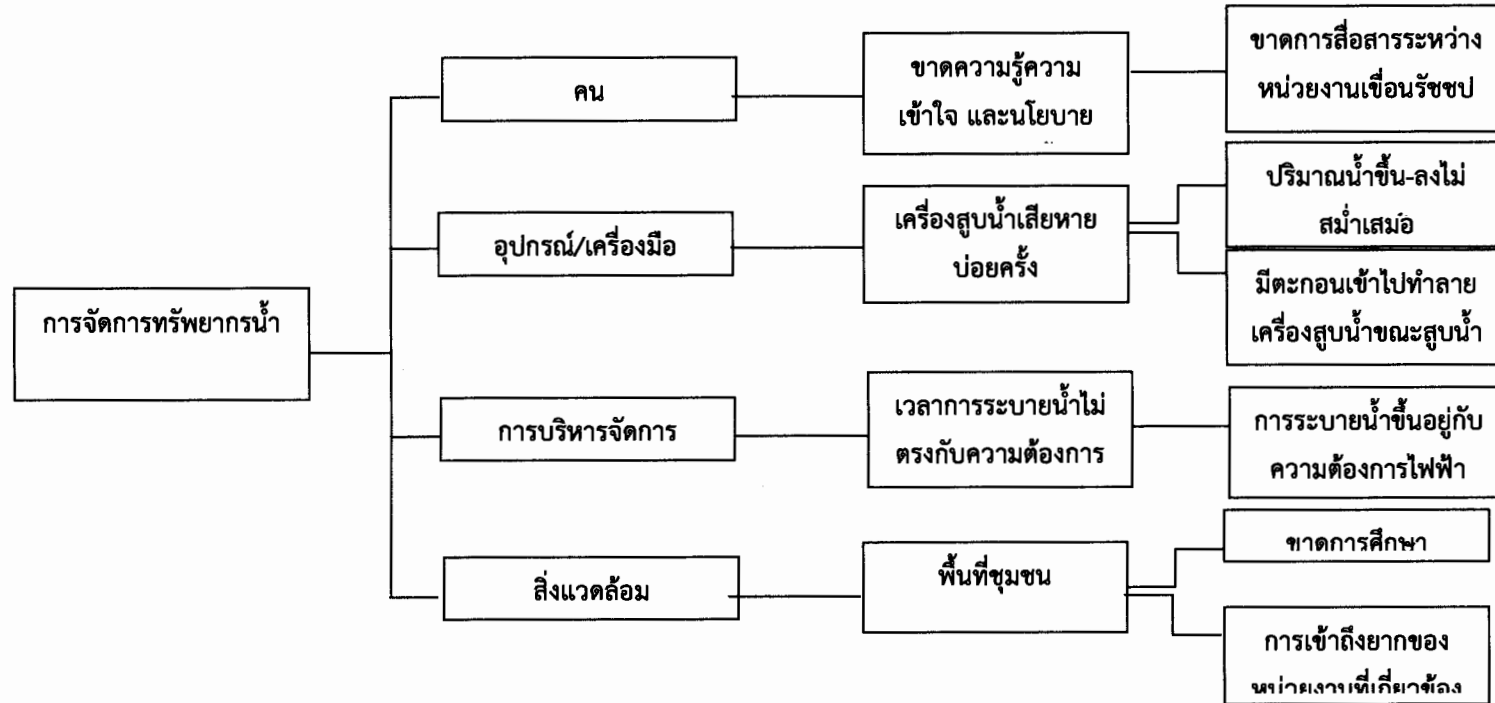 การจัดการทรัพยากรน้ำ
คน
ขาดความรู้ความ
เข้าใจ และนโยบาย
ขาดการสื่อสารระหว่าง
หน่วยงานเขื่อนรัชชป
อุปกรณ์/เครื่องมือ
เครื่องสูบน้ำเสียหาย
บ่อยครั้ง
ปริมาณน้ำขึ้น-ลงไม่
สม่ำเสมอ
มีตะกอนเข้าไปทำลาย
เครื่องสูบน้ำขณะสูบน้ำ
การบริหารจัดการ
เวลาการระบายน้ำไม่
ตรงกับความต้องการ
การระบายน้ำขึ้นอยู่กับ
ความต้องการไฟฟ้า
สิ่งแวดล้อม
พื้นที่ชุมชน
ขาดการศึกษา
การเข้าถึงยากของ
หน่วยงานที่เกี่ยวข้อง